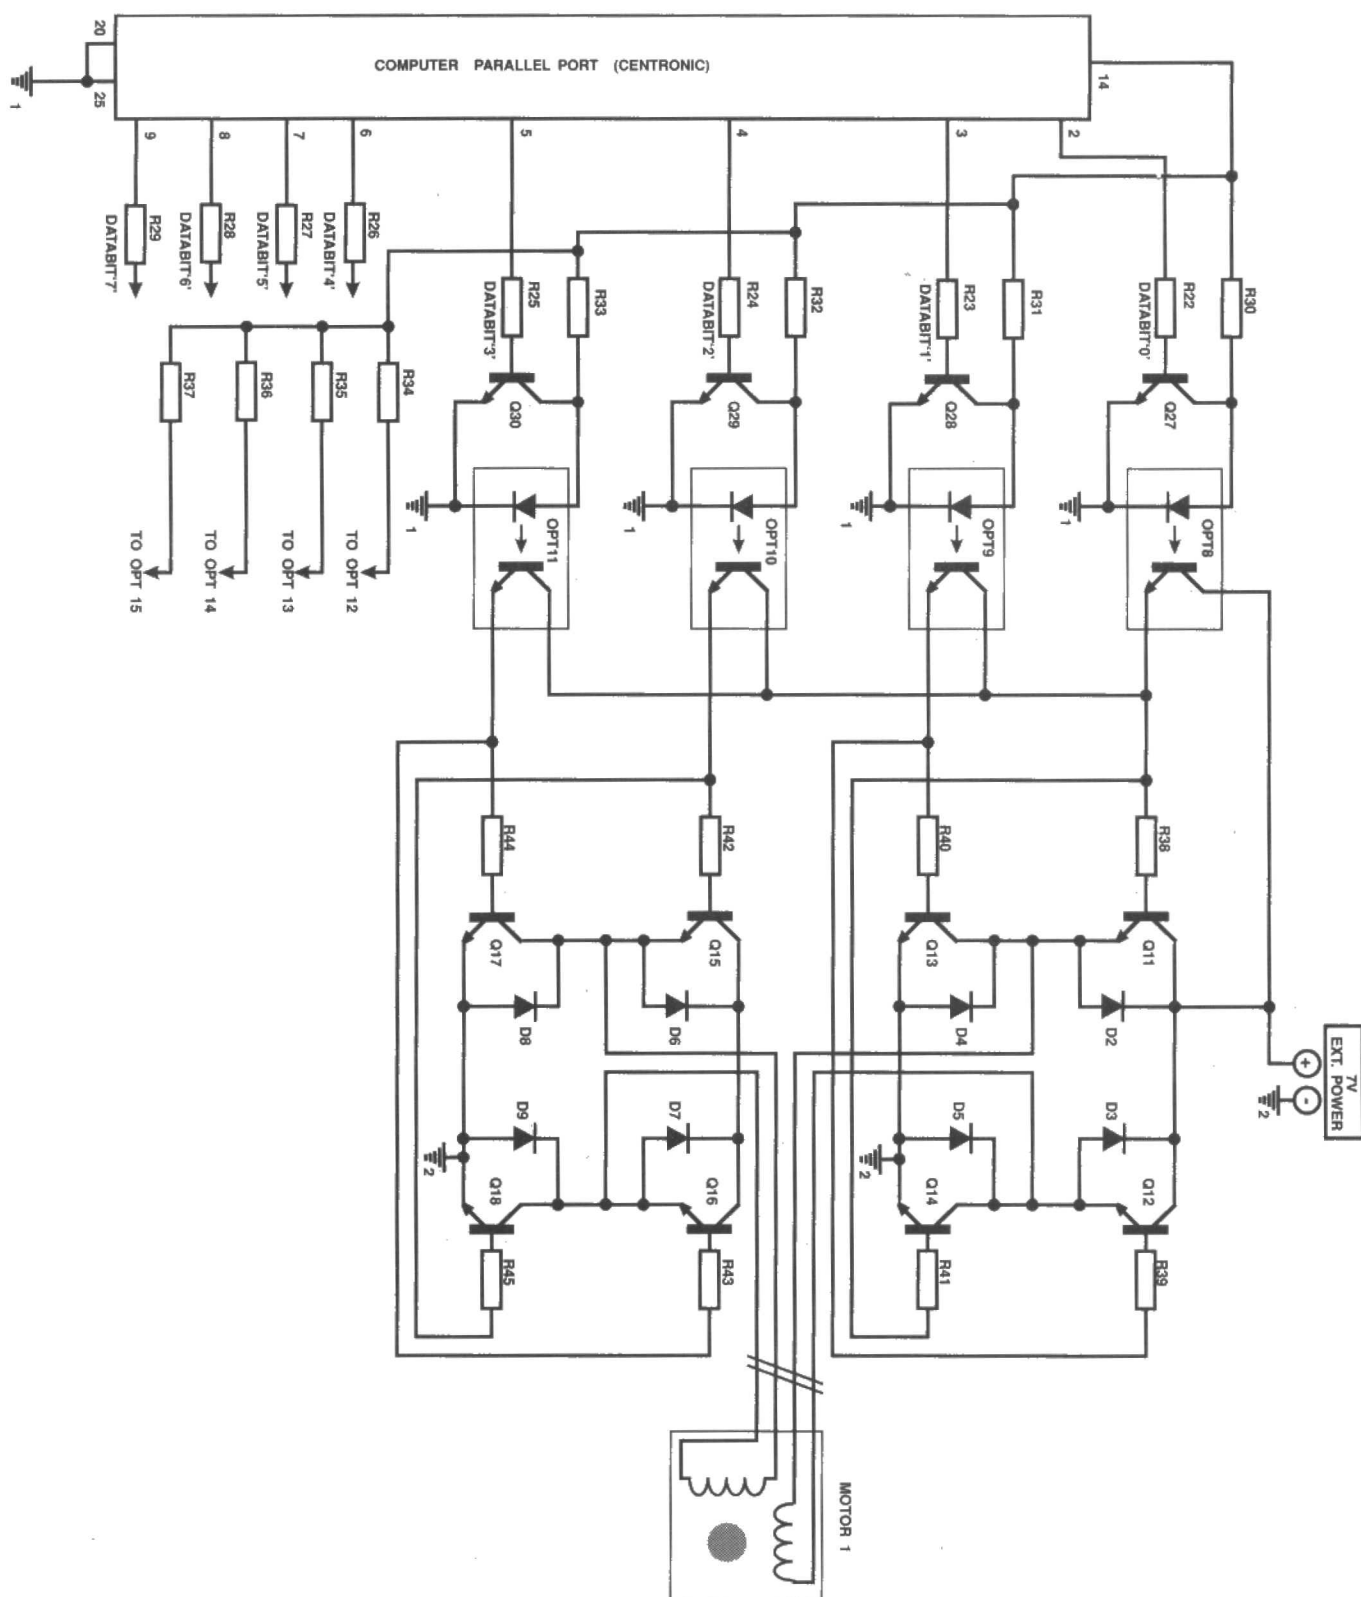 COMPUTER PARALLEL PORT (CENTRONIC)
20
25
1
14
9
8
7
6
5
4
3
2
R29
DATABIT'7'
R28
DATABIT'6'
R27
DATABIT'5'
R26
DATABIT'4'
R25
DATABIT'3'
R33
R24
DATABIT'2'
R32
R23
DATABIT'1'
R31
R22
DATABIT'0'
R30
R37
R36
R35
R34
Q30
Q29
Q28
Q27
1
1
1
1
OPT11
OPT10
OPT9
OPT8
TO OPT 15
TO OPT 14
TO OPT 13
TO OPT 12
R44
R42
R40
R38
Q17
Q15
Q13
Q11
D8
D6
D4
D2
7V
EXT. POWER
+
-
2
D9
D7
D5
D3
2
2
Q18
Q16
Q14
Q12
R45
R43
R41
R39
MOTOR 1